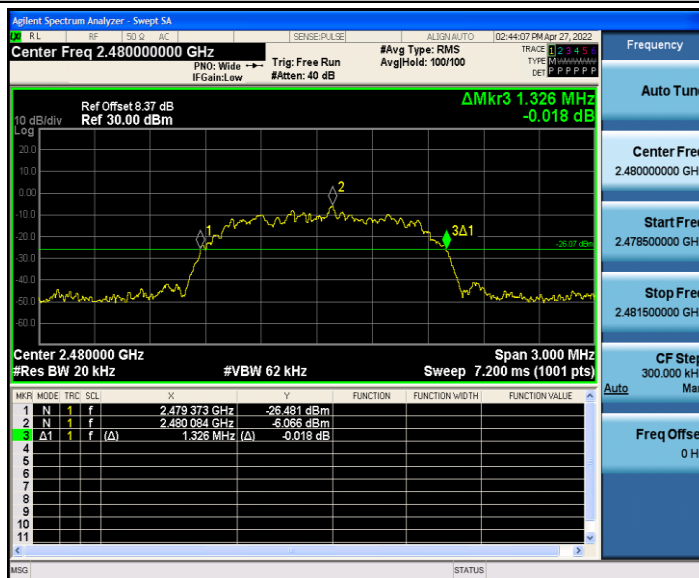 Agilent Spectrum Analyzer - Swept SA
RL RF 50 Ω AC SENSE:PULSE ALIGN AUTO 02:44:07 PM Apr 27, 2022
Center Freq 2.480000000 GHz
PNO: Wide
IFGain:Low
Trig: Free Run
#Atten: 40 dB
#Avg Type: RMS
Avg|Hold: 100/100
TRACE 1 2 3 4 5 6
TYPE M
DET P P P P P P
Ref Offset 8.37 dB
10 dB/div Ref 30.00 dBm
Log
ΔMkr3 1.326 MHz
-0.018 dB
20.0
10.0
0.00
-10.0
-20.0
-30.0
-40.0
-50.0
-60.0
1
2
3Δ1
-26.07 dBm
Center 2.480000 GHz Span 3.000 MHz
#Res BW 20 kHz #VBW 62 kHz Sweep 7.200 ms (1001 pts)
MKR MODE TRC SCL X Y FUNCTION FUNCTION WIDTH FUNCTION VALUE
1 N 1 f 2.479 373 GHz -26.481 dBm
2 N 1 f 2.480 084 GHz -6.066 dBm
3 Δ1 1 f (Δ) 1.326 MHz (Δ) -0.018 dB
4
5
6
7
8
9
10
11
MSG STATUS
Frequency
Auto Tun
Center Fre
2.480000000 GH
Start Fre
2.478500000 GH
Stop Fre
2.481500000 GH
CF Step
300.000 kH
Auto Ma
Freq Offse
0 H